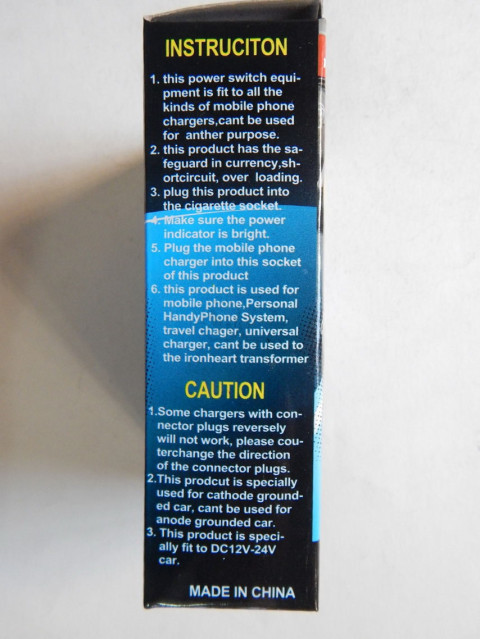 INSTRUCITON
1. this power switch equi-
pment is fit to all the
kinds of mobile phone
chargers,cant be used
for anther purpose.
2. this product has the sa-
feguard in currency,sh-
ortcircuit, over loading.
3. plug this product into
the cigarette socket.
4. Make sure the power
indicator is bright.
5. Plug the mobile phone
charger into this socket
of this product
6. this product is used for
mobile phone,Personal
HandyPhone System,
travel chager, universal
charger, cant be used to
the ironheart transformer
CAUTION
1.Some chargers with con-
nector plugs reversely
will not work, please cou-
terchange the direction
of the connector plugs.
2.This prodcut is specially
used for cathode ground-
ed car, cant be used for
anode grounded car.
3. This product is speci-
ally fit to DC12V-24V
car.
MADE IN CHINA